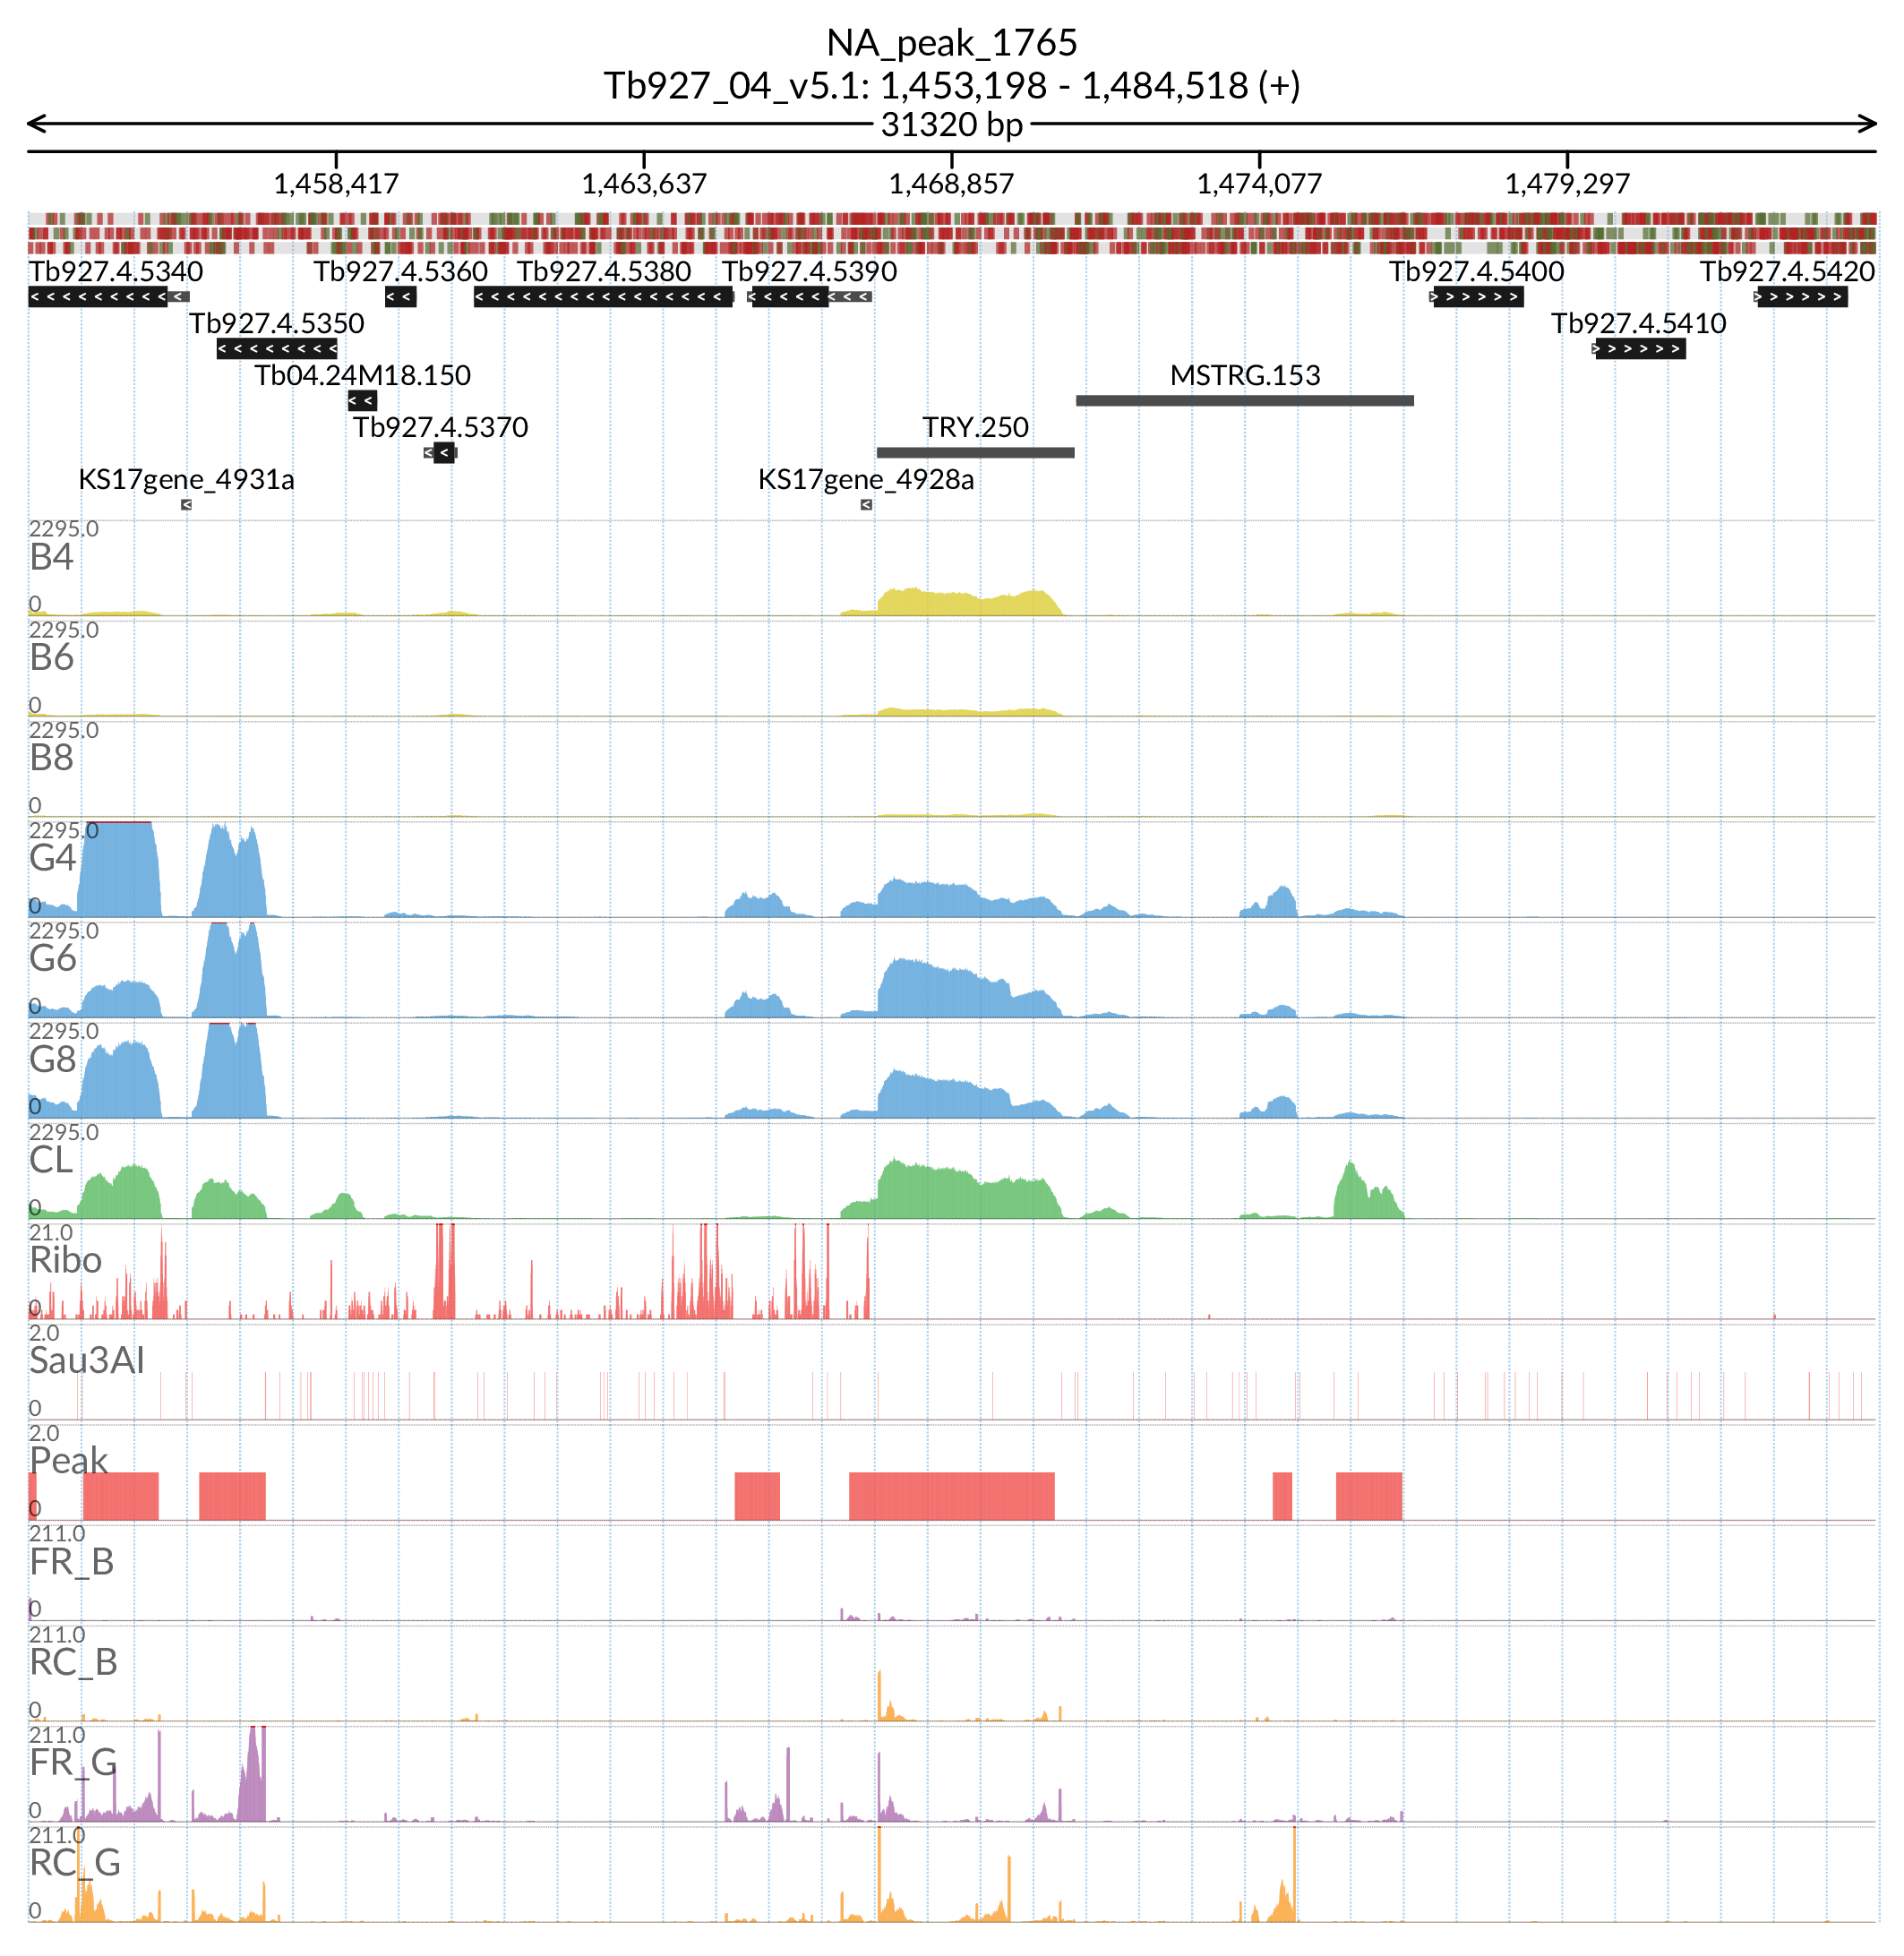 NA_peak_1765
Tb927_04_v5.1: 1,453,198 - 1,484,518 (+)
31320 bp
1,458,417 1,463,637 1,468,857 1,474,077 1,479,297
Tb927.4.5340 Tb927.4.5360 Tb927.4.5380 Tb927.4.5390 Tb927.4.5400 Tb927.4.5420
Tb927.4.5350 Tb927.4.5410
Tb04.24M18.150 MSTRG.153
Tb927.4.5370 TRY.250
KS17gene_4931a KS17gene_4928a
2295.0
B4
0
2295.0
B6
0
2295.0
B8
0
2295.0
G4
0
2295.0
G6
0
2295.0
G8
0
2295.0
CL
0
21.0
Ribo
0
2.0
Sau3AI
0
2.0
Peak
0
211.0
FR_B
0
211.0
RC_B
0
211.0
FR_G
0
211.0
RC_G
0